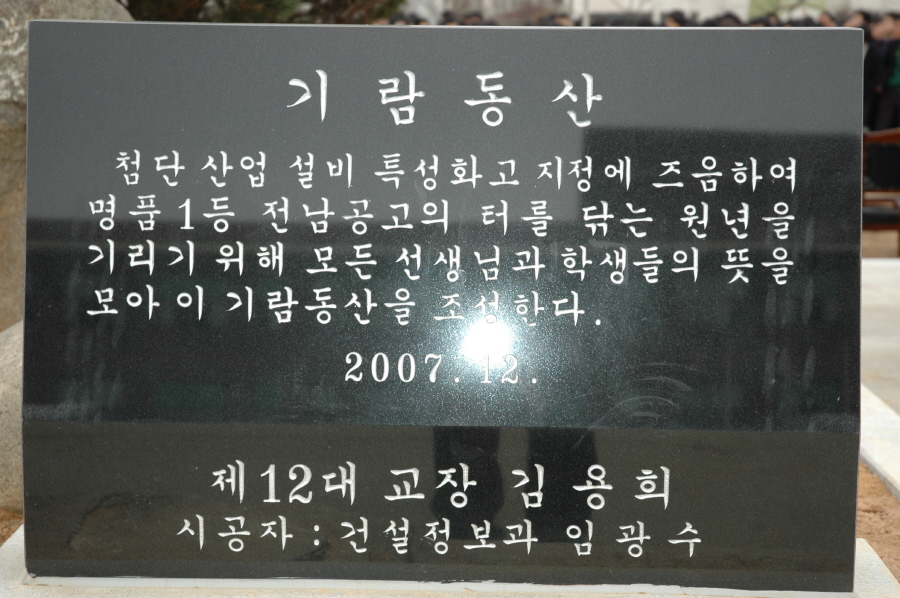 기람동산
첨단 산업 설비 특성화고 지정에 즈음하여
명품1등 전남공고의 터를 닦는 원년을
기리기 위해 모든 선생님과 학생들의 뜻을
모아 이 기람동산을 조성한다.
2007. 12.
제12대 교장 김용희
시공자 : 건설정보과 임광수